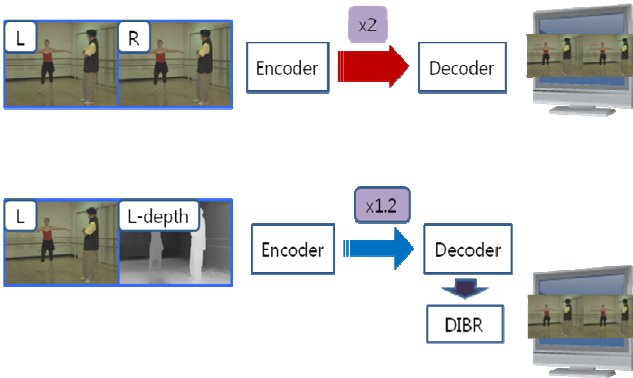 L
R
Encoder
x2
Decoder
L
L-depth
Encoder
x1.2
Decoder
DIBR